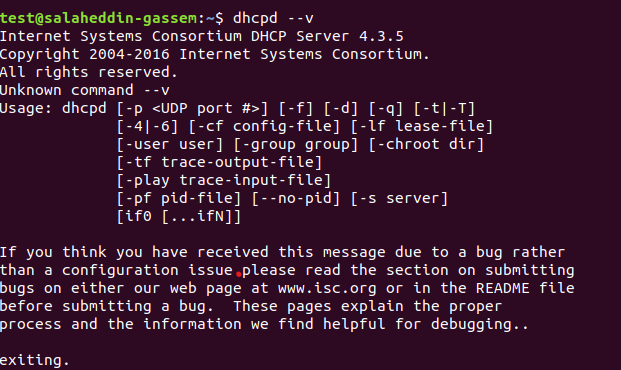 test@salaheddin-gassem:~$ dhcpd --v
Internet Systems Consortium DHCP Server 4.3.5
Copyright 2004-2016 Internet Systems Consortium.
All rights reserved.
Unknown command --v
Usage: dhcpd [-p <UDP port #>] [-f] [-d] [-q] [-t|-T]
[-4|-6] [-cf config-file] [-lf lease-file]
[-user user] [-group group] [-chroot dir]
[-tf trace-output-file]
[-play trace-input-file]
[-pf pid-file] [--no-pid] [-s server]
[if0 [...ifN]]
If you think you have received this message due to a bug rather
than a configuration issue please read the section on submitting
bugs on either our web page at www.isc.org or in the README file
before submitting a bug.  These pages explain the proper
process and the information we find helpful for debugging..
exiting.